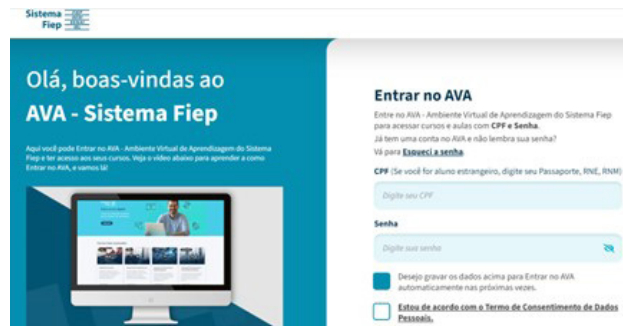 Sistema
Fiep
Olá, boas-vindas ao
AVA - Sistema Fiep
Aqui você pode Entrar no AVA - Ambiente Virtual de Aprendizagem do Sistema
Fiep e ter acesso aos seus cursos. Veja o vídeo abaixo para aprender a como
Entrar no AVA, e vamos lá!
Entrar no AVA
Entre no AVA - Ambiente Virtual de Aprendizagem do Sistema Fiep
para acessar cursos e aulas com CPF e Senha.
Já tem uma conta no AVA e não lembra sua senha?
Vá para Esqueci a senha.
CPF (Se você for aluno estrangeiro, digite seu Passaporte, RNE, RNM)
Digite seu CPF
Senha
Digite sua senha
Desejo gravar os dados acima para Entrar no AVA
automaticamente nas próximas vezes.
Estou de acordo com o Termo de Consentimento de Dados
Pessoais.